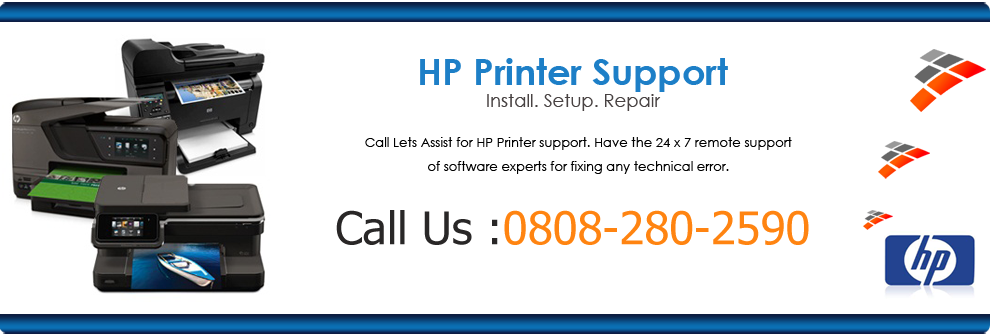 HP Printer Support
Install. Setup. Repair
Call Lets Assist for HP Printer support. Have the 24 x 7 remote support
of software experts for fixing any technical error.
Call Us :0808-280-2590
hp